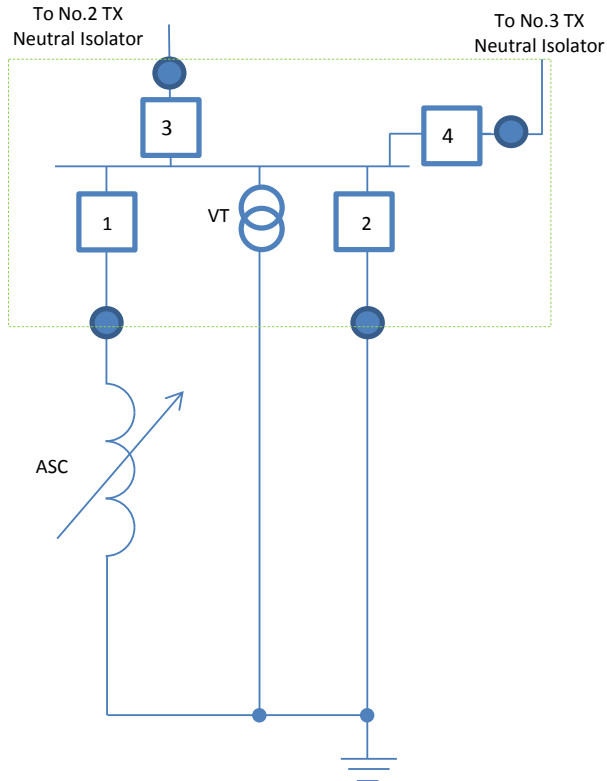 To No.2 TX
Neutral Isolator
To No.3 TX
Neutral Isolator
3
4
1
VT
2
ASC